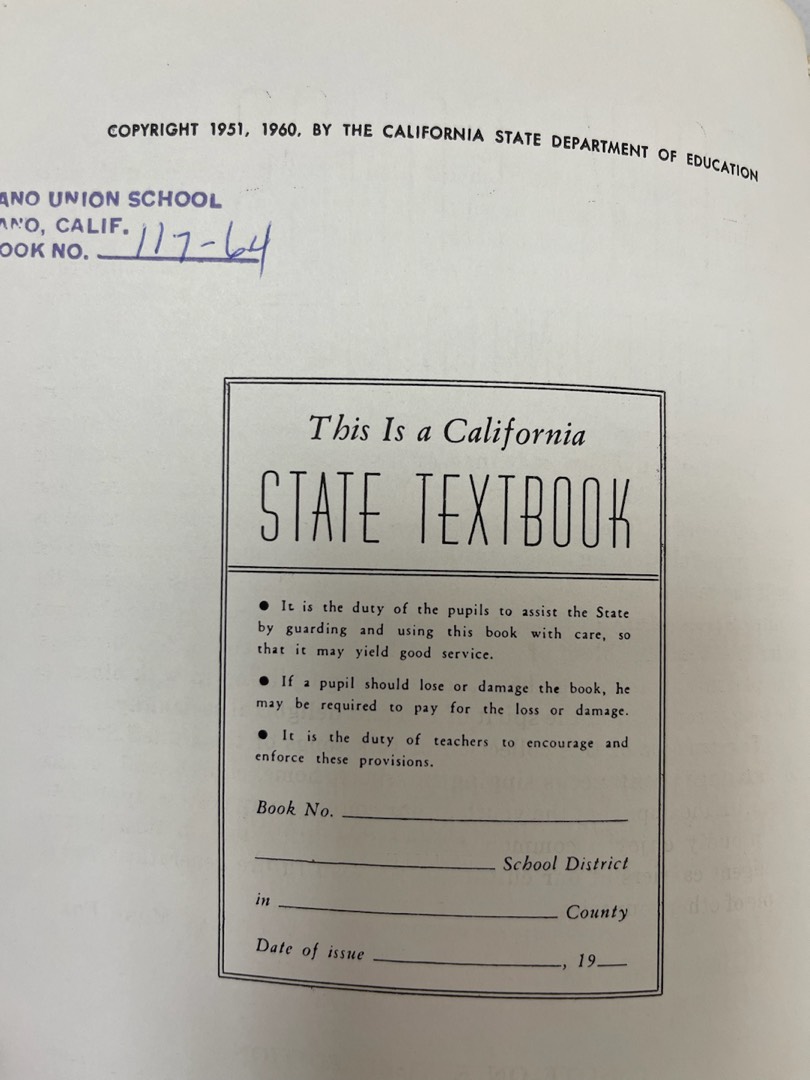 COPYRIGHT 1951, 1960, BY THE CALIFORNIA STATE DEPARTMENT OF EDUCATION
ANO UNION SCHOOL
ANO, CALIF.
OOK NO. 117-64
This Is a California
STATE TEXTBOOK
● It is the duty of the pupils to assist the State
by guarding and using this book with care, so
that it may yield good service.
● If a pupil should lose or damage the book, he
may be required to pay for the loss or damage.
● It is the duty of teachers to encourage and
enforce these provisions.
Book No.
School District
in County
Date of issue , 19